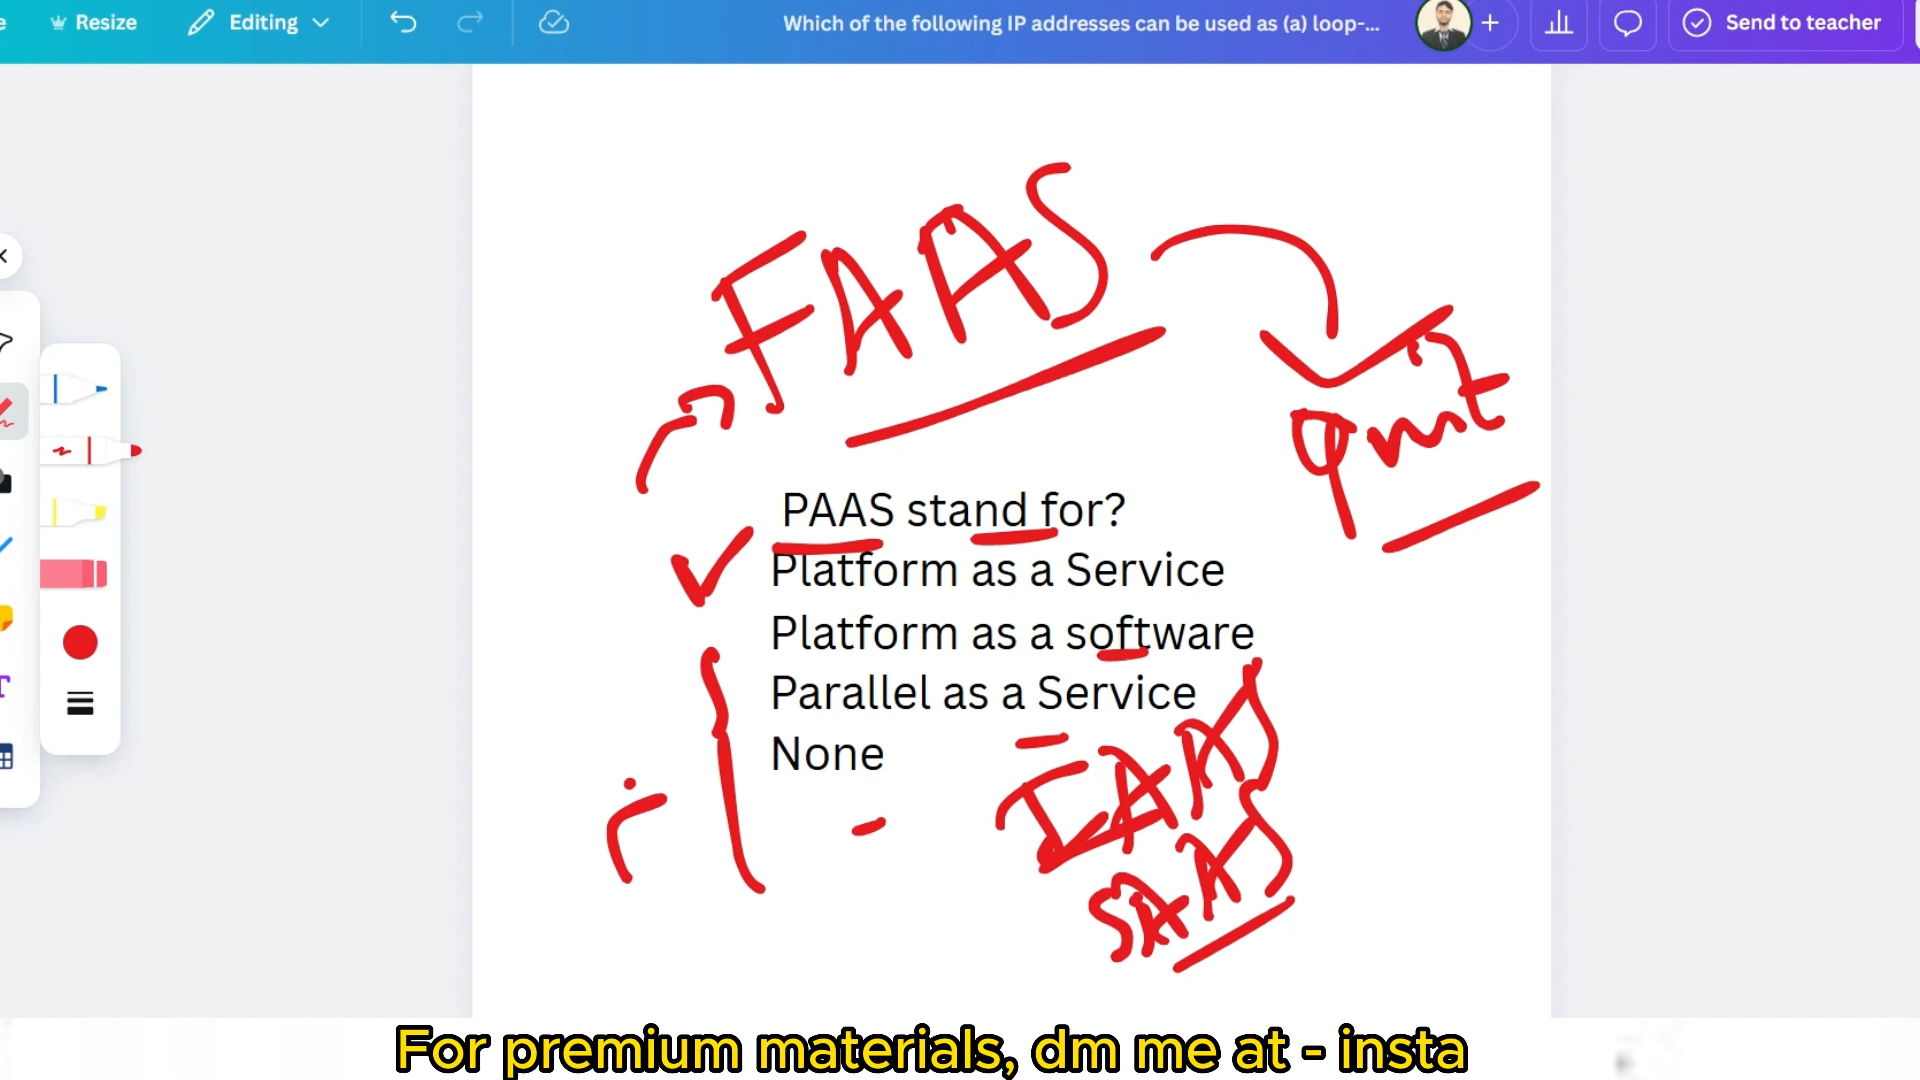 Resize Editing Which of the following IP addresses can be used as (a) loop-... Send to teacher
FAAS
PAAS stand for?
Platform as a Service
Platform as a software
Parallel as a Service
None
IAAS
SAAS
For premium materials, dm me at - insta